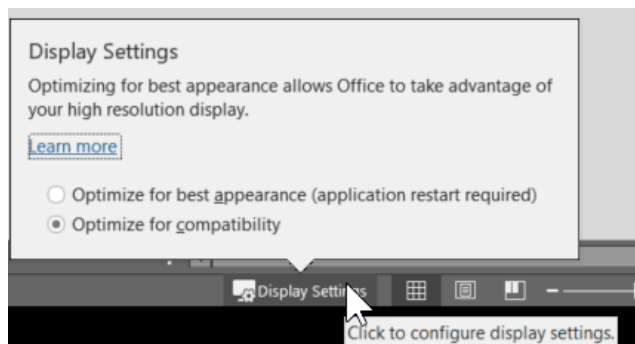 Display Settings
Optimizing for best appearance allows Office to take advantage of
your high resolution display.
Learn more
Optimize for best appearance (application restart required)
Optimize for compatibility
Display Settings
Click to configure display settings.